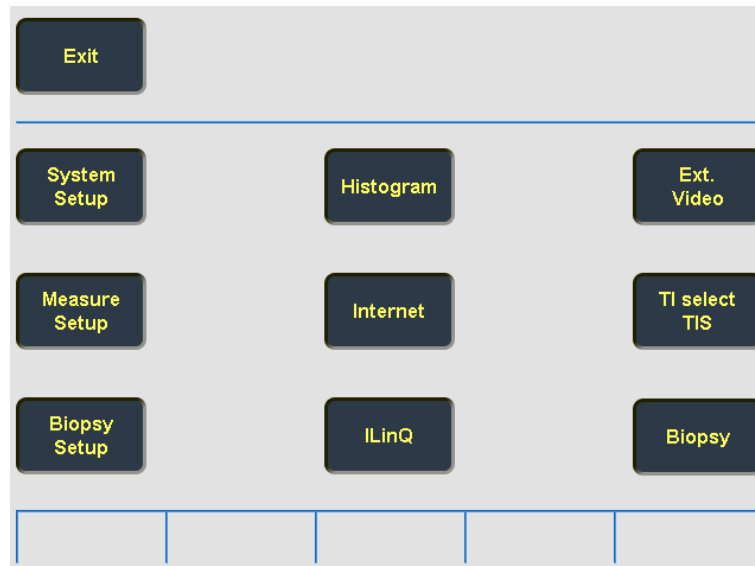 Exit
System
Setup
Histogram
Ext.
Video
Measure
Setup
Internet
TI select
TIS
Biopsy
Setup
ILinQ
Biopsy